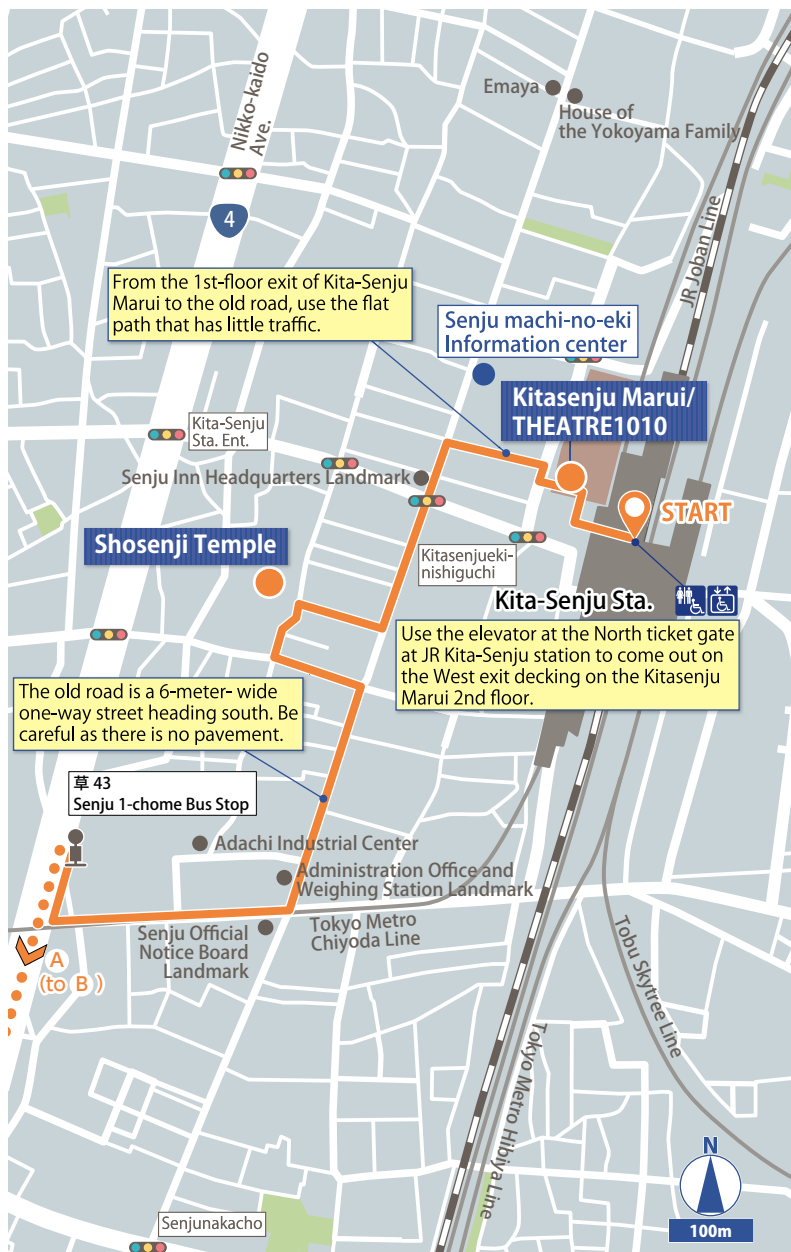 Emaya
House of
the Yokoyama Family
Nikko-kaido
Ave.
4
JR Joban Line
From the 1st-floor exit of Kita-Senju
Marui to the old road, use the flat
path that has little traffic.
Senju machi-no-eki
Information center
Kitasenju Marui/
THEATRE1010
Kita-Senju
Sta. Ent.
Senju Inn Headquarters Landmark
START
Shosenji Temple
Kitasenjueki-
nishiguchi
Kita-Senju Sta.
Use the elevator at the North ticket gate
at JR Kita-Senju station to come out on
the West exit decking on the Kitasenju
Marui 2nd floor.
The old road is a 6-meter- wide
one-way street heading south. Be
careful as there is no pavement.
草 43
Senju 1-chome Bus Stop
Adachi Industrial Center
Administration Office and
Weighing Station Landmark
Senju Official
Notice Board
Landmark
Tokyo Metro
Chiyoda Line
A
(to B )
Tobu Skytree Line
Tokyo Metro Hibiya Line
N
100m
Senjunakacho